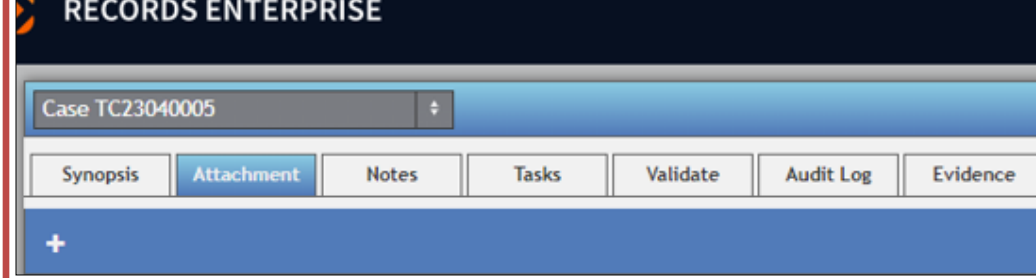 RECORDS ENTERPRISE
Case TC23040005
Synopsis Attachment Notes Tasks Validate Audit Log Evidence
+